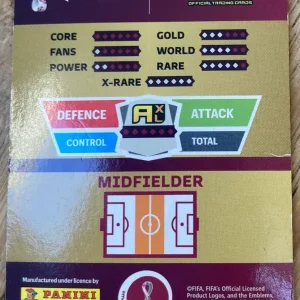 OFFICIAL TRADING CARDS
CORE GOLD
FANS WORLD
POWER RARE
X-RARE
DEFENCE AXL ATTACK
CONTROL TOTAL
MIDFIELDER
Manufactured under licence by
PANINI
©FIFA, FIFA's Official Licensed
Product Logos, and the Emblems,